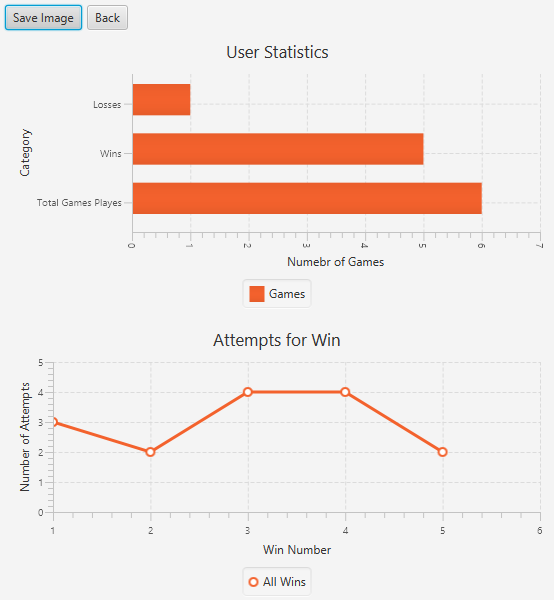 Save Image Back
User Statistics
Category
Losses
Wins
Total Games Playes
0 1 2 3 4 5 6 7
Numebr of Games
Games
Attempts for Win
Number of Attempts
5
4
3
2
1
0
1 2 3 4 5 6
Win Number
All Wins